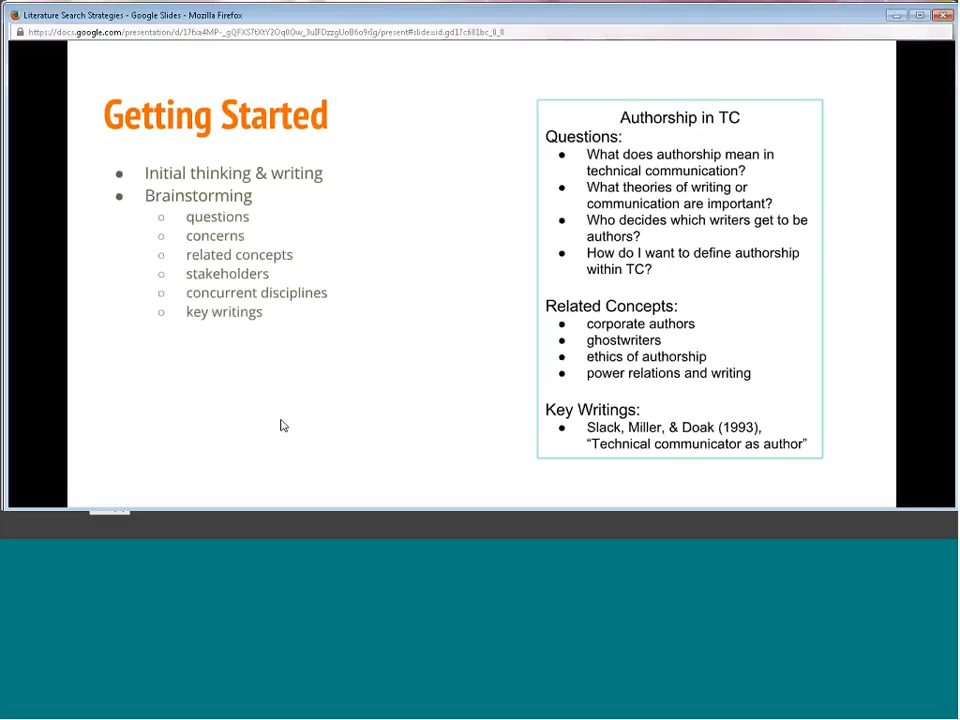 Literature Search Strategies - Google Slides - Mozilla Firefox
Getting Started
• Initial thinking & writing
• Brainstorming
○ questions
○ concerns
○ related concepts
○ stakeholders
○ concurrent disciplines
○ key writings
Authorship in TC
Questions:
• What does authorship mean in
technical communication?
• What theories of writing or
communication are important?
• Who decides which writers get to be
authors?
• How do I want to define authorship
within TC?
Related Concepts:
• corporate authors
• ghostwriters
• ethics of authorship
• power relations and writing
Key Writings:
• Slack, Miller, & Doak (1993),
“Technical communicator as author”